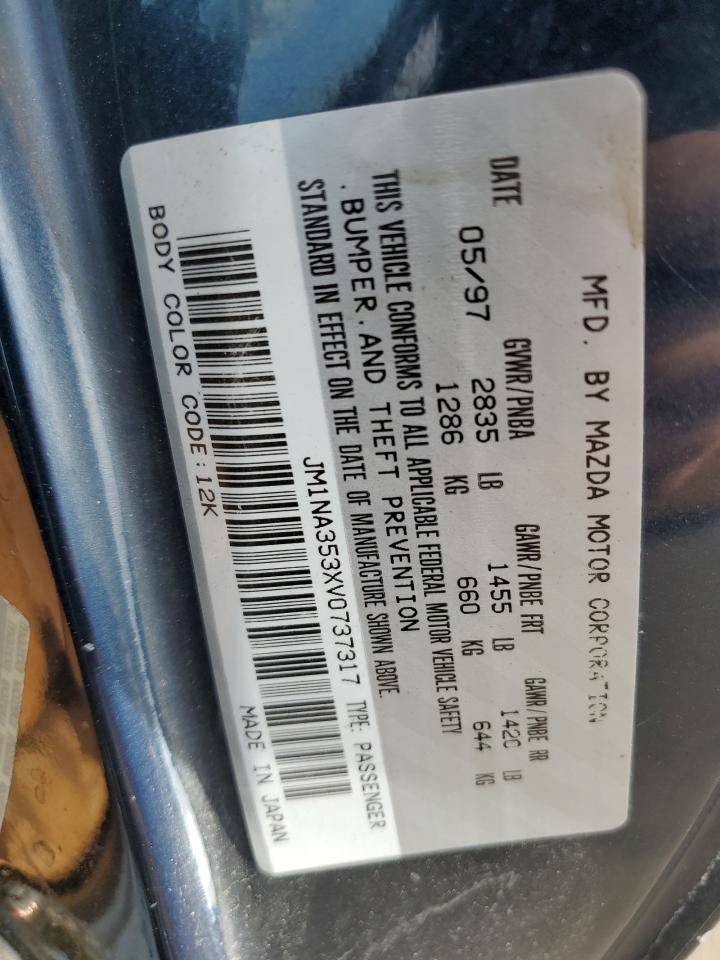 MFD. BY MAZDA MOTOR CORPORATION
DATE GVWR/PNBA GAWR/PNBE FRT GAWR/PNBE RR
05/97 2835 LB 1455 LB 1420 LB
1286 KG 660 KG 644 KG
THIS VEHICLE CONFORMS TO ALL APPLICABLE FEDERAL MOTOR VEHICLE SAFETY
. BUMPER. AND THEFT PREVENTION
STANDARD IN EFFECT ON THE DATE OF MANUFACTURE SHOWN ABOVE.
JM1NA353XV0737317 TYPE: PASSENGER
BODY COLOR CODE:12K MADE IN JAPAN